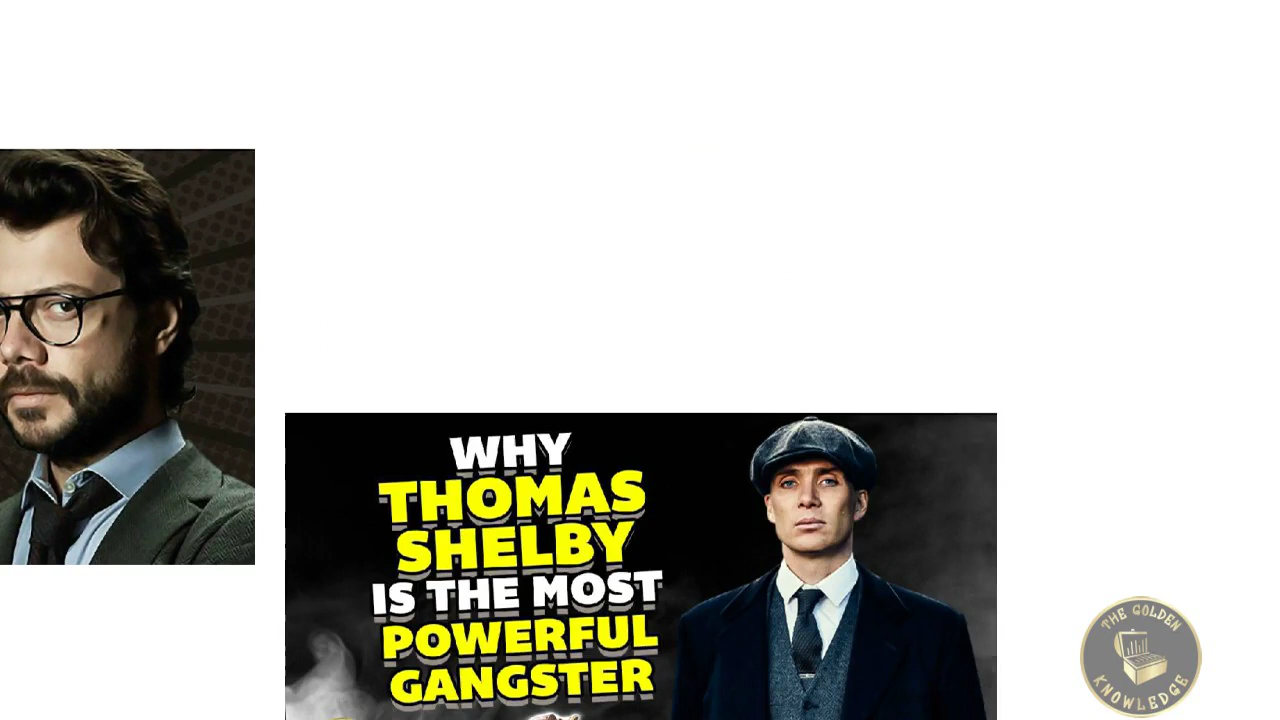 WHY
THOMAS
SHELBY
IS THE MOST
POWERFUL
GANGSTER
THE GOLDEN
KNOWLEDGE